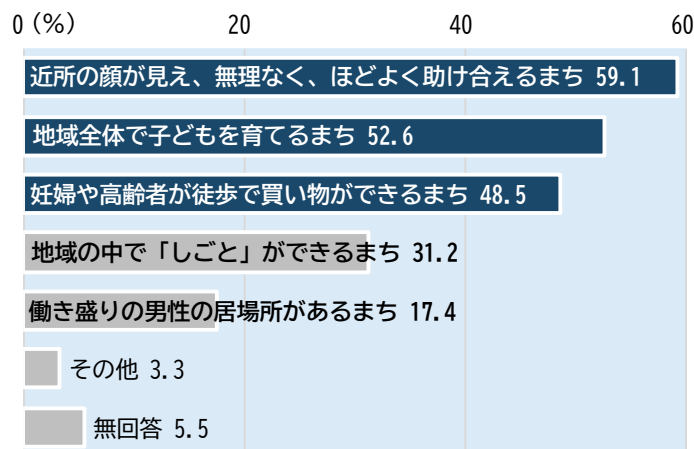 0 (%) 20 40 60
近所の顔が見え、無理なく、ほどよく助け合えるまち 59.1
地域全体で子どもを育てるまち 52.6
妊婦や高齢者が徒歩で買い物ができるまち 48.5
地域の中で「しごと」ができるまち 31.2
働き盛りの男性の居場所があるまち 17.4
その他 3.3
無回答 5.5